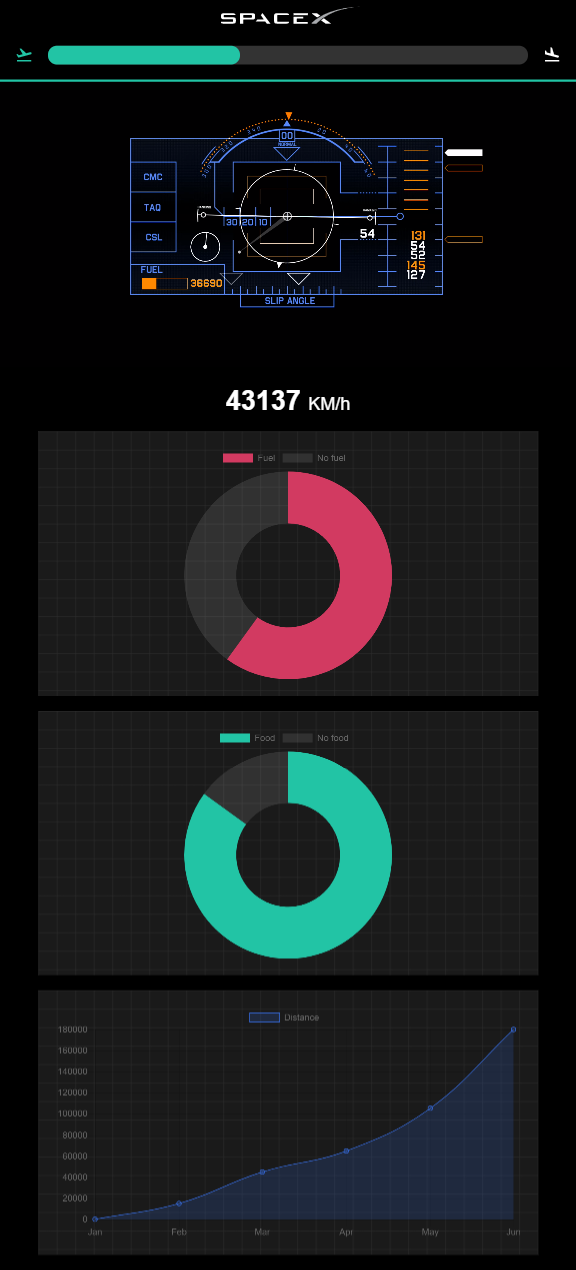 SPACEX
00
NORMAL
CMC
TAQ
CSL
30 20 10
54
131
54
52
145
127
FUEL
36690
SLIP ANGLE
43137 KM/h
Fuel No fuel
Food No food
Distance
180000
160000
140000
120000
100000
80000
60000
40000
20000
0
Jan Feb Mar Apr May Jun